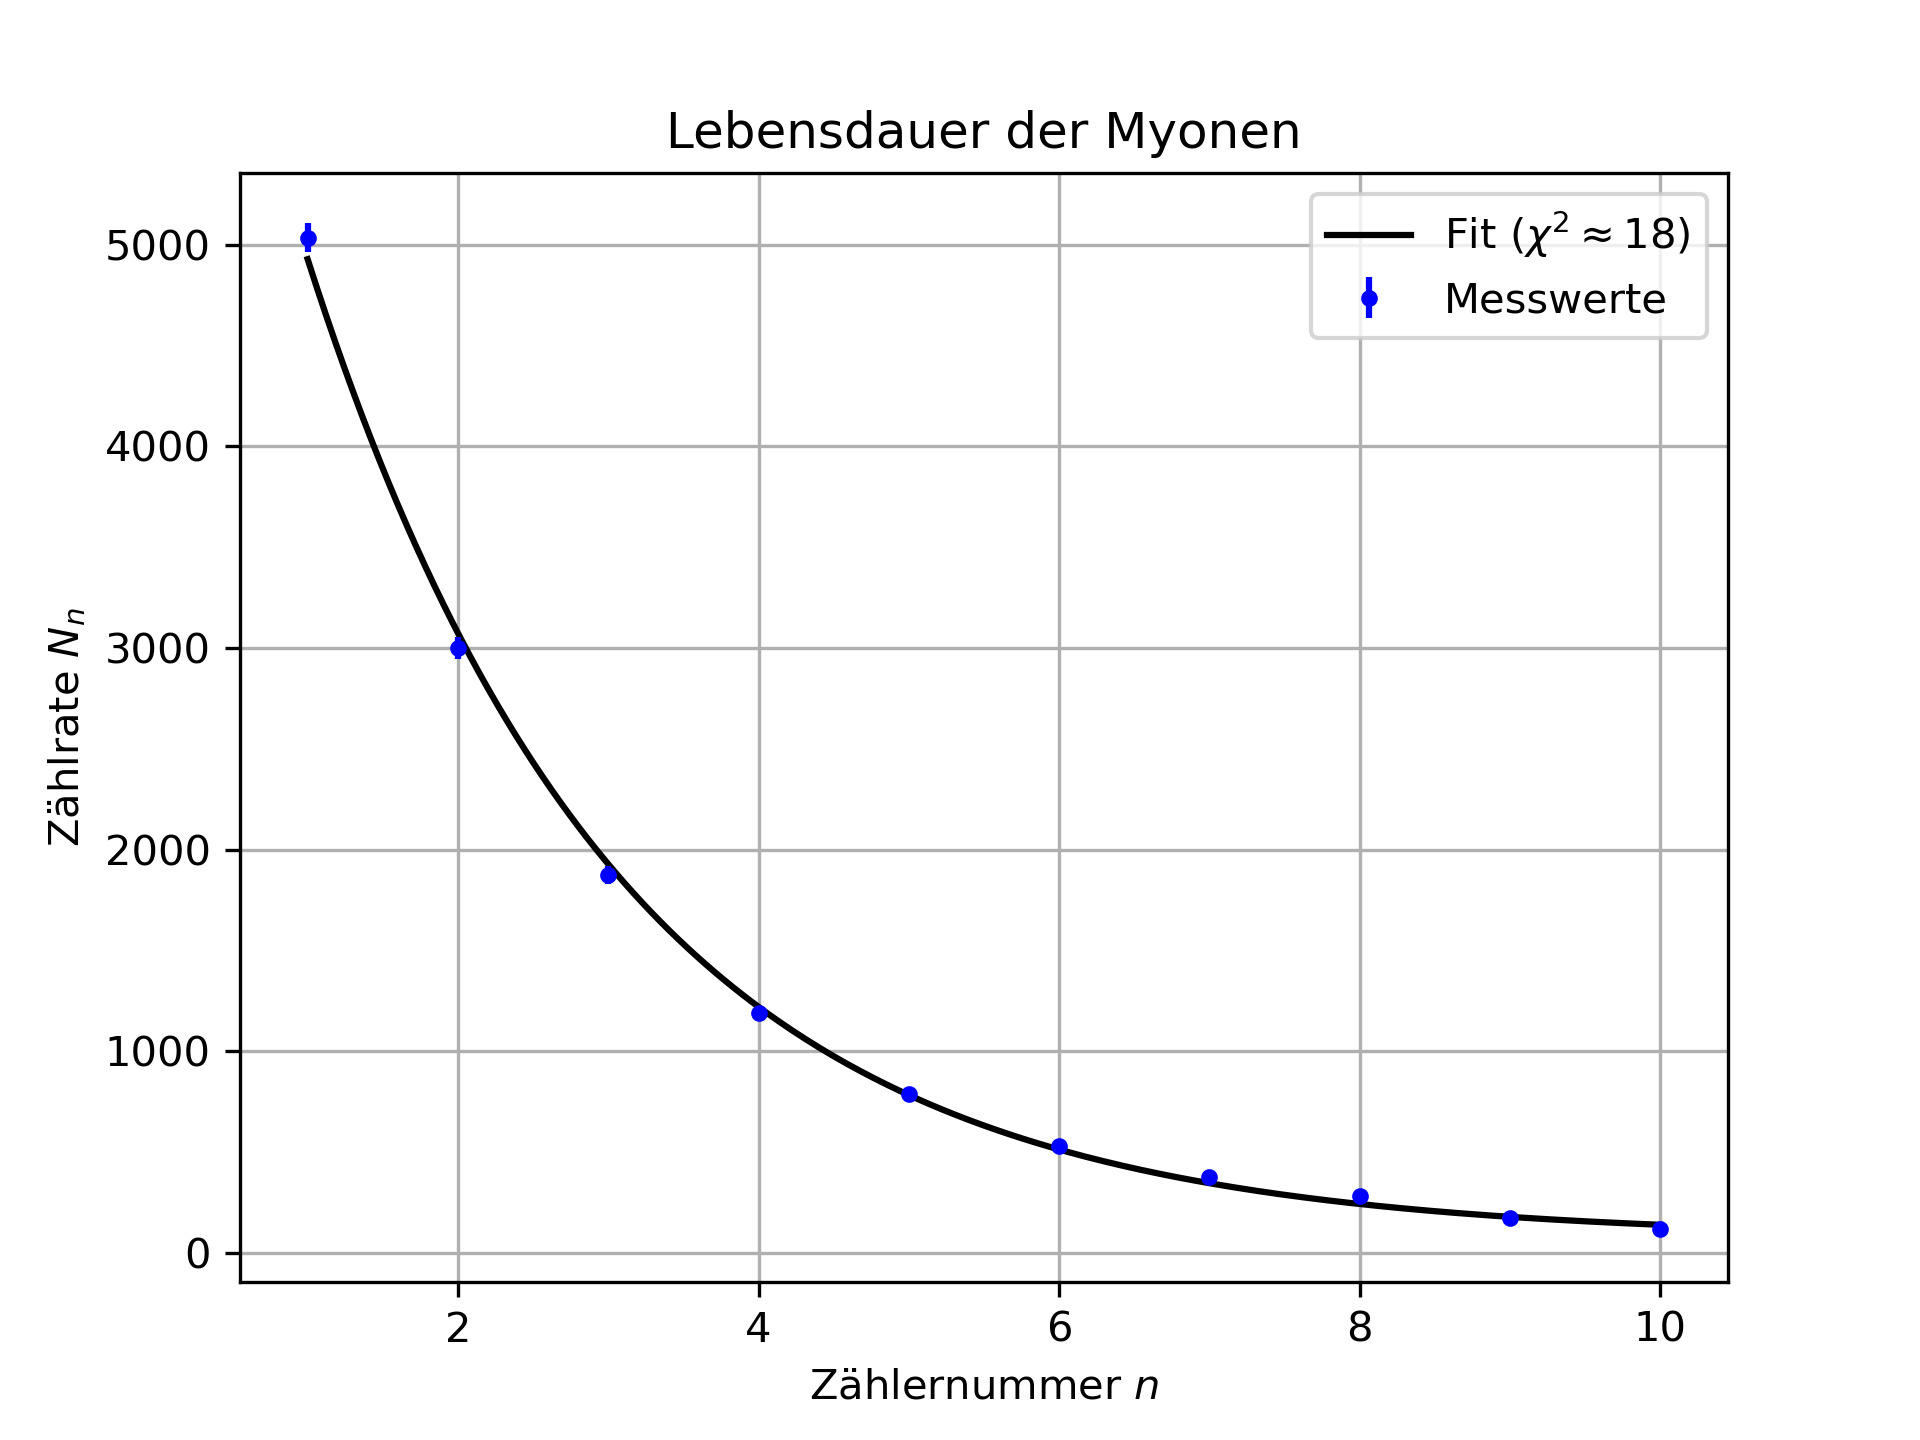 Lebensdauer der Myonen
Fit (χ² ≈ 18)
Messwerte
Zählrate Nₙ
5000
4000
3000
2000
1000
0
2 4 6 8 10
Zählernummer n